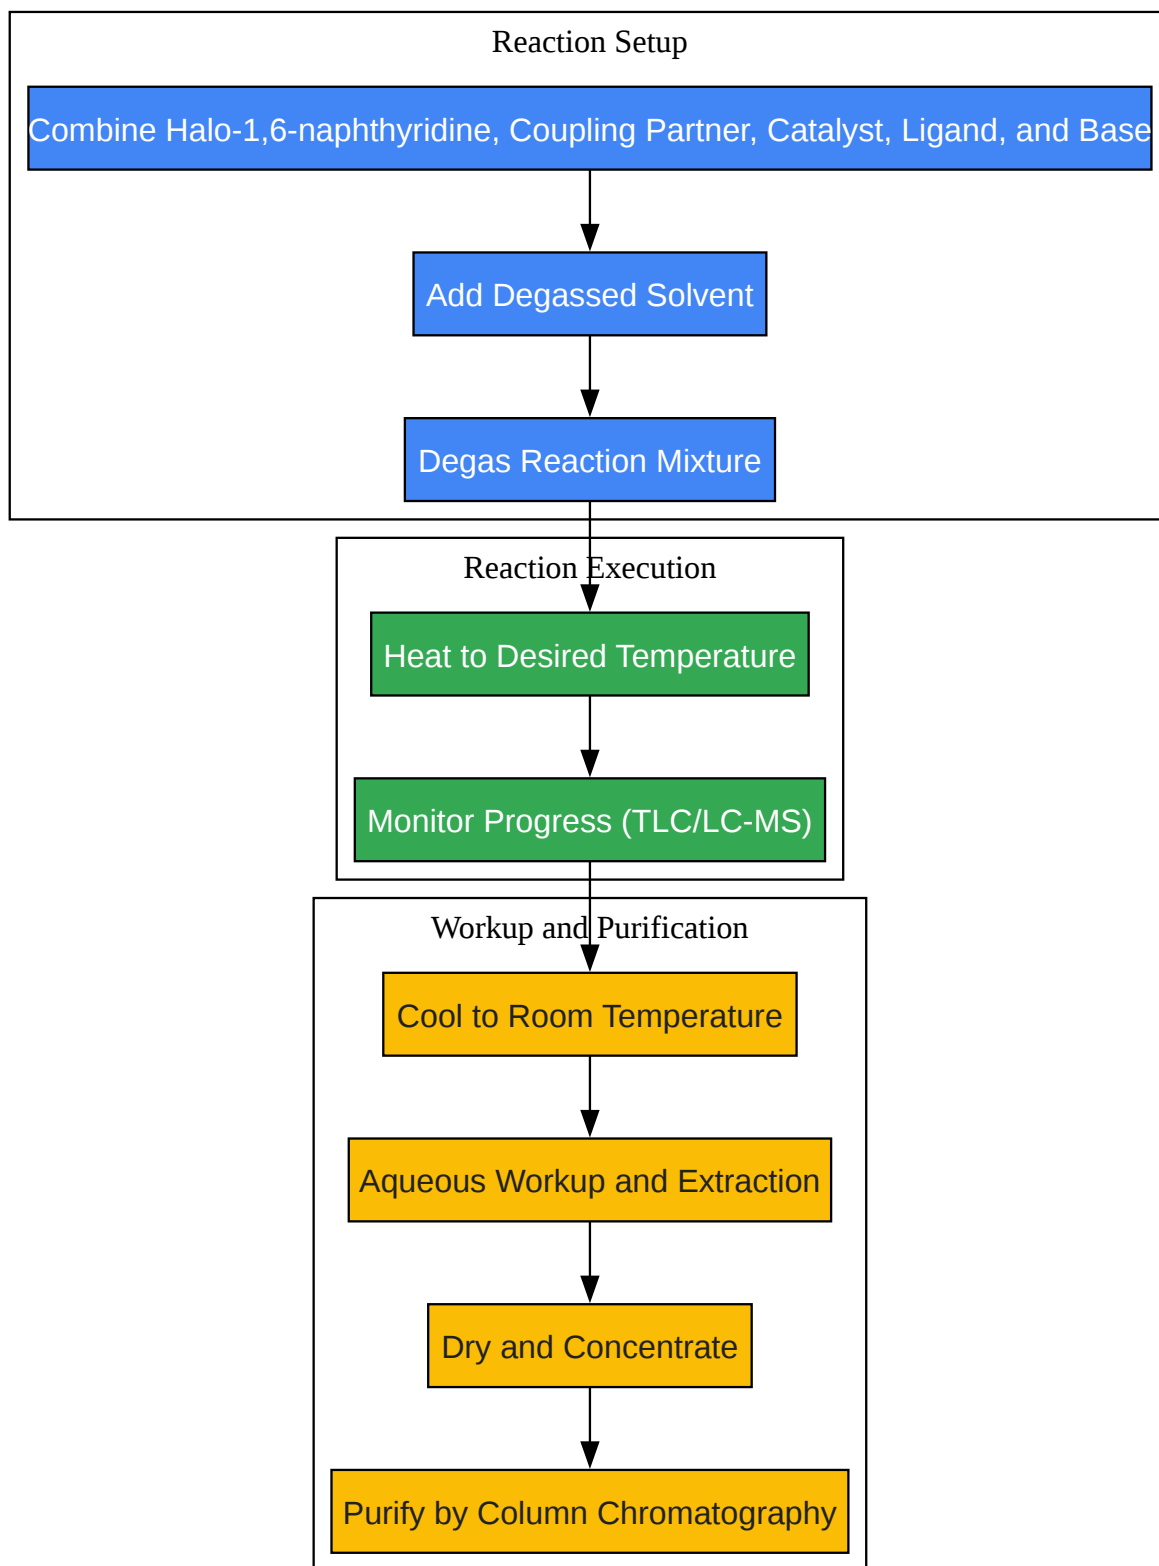 Reaction Setup
Combine Halo-1,6-naphthyridine, Coupling Partner, Catalyst, Ligand, and Base
Add Degassed Solvent
Degas Reaction Mixture
Reaction Execution
Heat to Desired Temperature
Monitor Progress (TLC/LC-MS)
Workup and Purification
Cool to Room Temperature
Aqueous Workup and Extraction
Dry and Concentrate
Purify by Column Chromatography